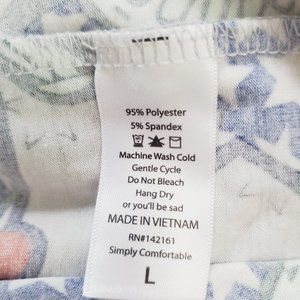 95% Polyester
5% Spandex
Machine Wash Cold
Gentle Cycle
Do Not Bleach
Hang Dry
or you'll be sad
MADE IN VIETNAM
RN#142161
Simply Comfortable
L